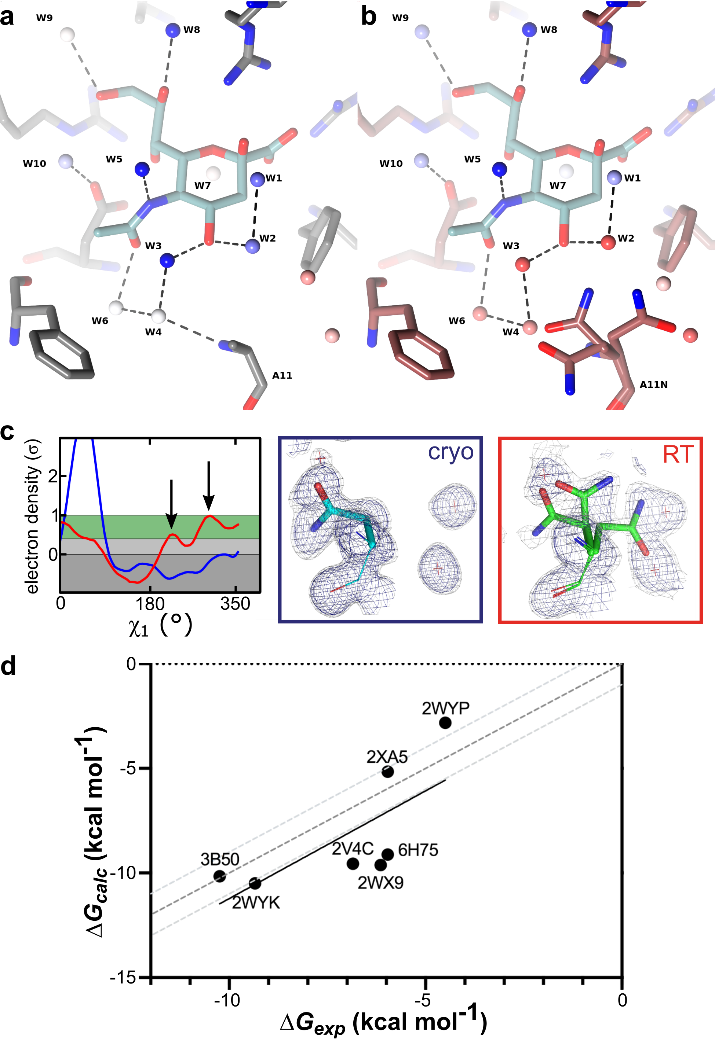 a
b
W9
W8
W9
W8
W10
W5
W7
W1
W3
W2
W6
W4
A11
W10
W5
W7
W1
W3
W2
W6
W4
A11N
c
electron density (σ)
2
1
0
0
180
350
χ1 (°)
cryo
RT
d
ΔGcalc (kcal mol-1)
0
-5
-10
-15
2WYP
2XA5
3B50
2V4C
6H75
2WYK
2WX9
-10
-5
0
ΔGexp (kcal mol-1)